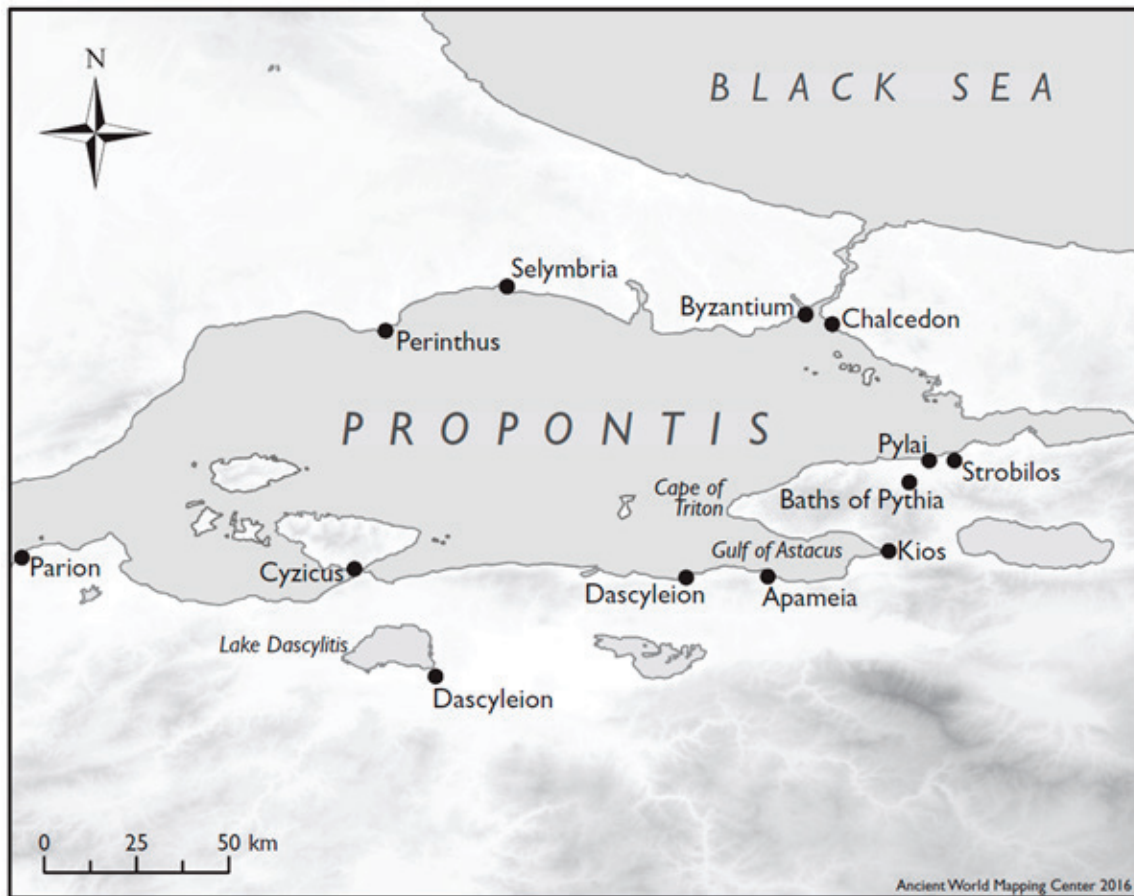 N
BLACK SEA
Selymbria
Byzantium
Chalcedon
Perinthus
PROPONTIS
Pylai
Strobilos
Cape of
Triton
Baths of Pythia
Gulf of Astacus
Kios
Parion
Cyzicus
Dascyleion
Apameia
Lake Dascylitis
Dascyleion
0 25 50 km
Ancient World Mapping Center 2016